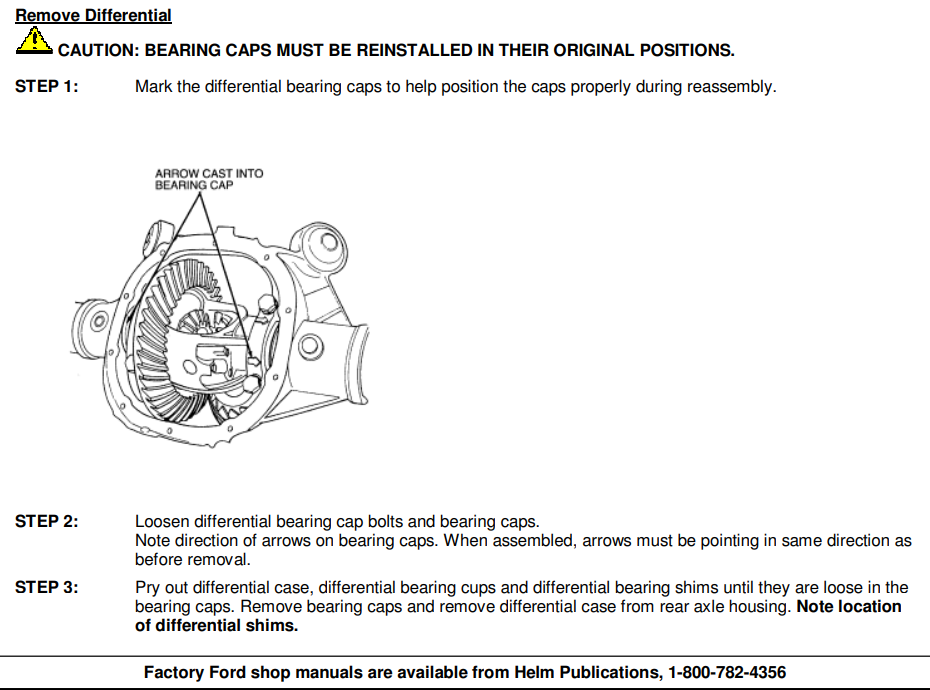 Remove Differential
CAUTION: BEARING CAPS MUST BE REINSTALLED IN THEIR ORIGINAL POSITIONS.
STEP 1: Mark the differential bearing caps to help position the caps properly during reassembly.
ARROW CAST INTO
BEARING CAP
STEP 2: Loosen differential bearing cap bolts and bearing caps.
Note direction of arrows on bearing caps. When assembled, arrows must be pointing in same direction as
before removal.
STEP 3: Pry out differential case, differential bearing cups and differential bearing shims until they are loose in the
bearing caps. Remove bearing caps and remove differential case from rear axle housing. Note location
of differential shims.
Factory Ford shop manuals are available from Helm Publications, 1-800-782-4356